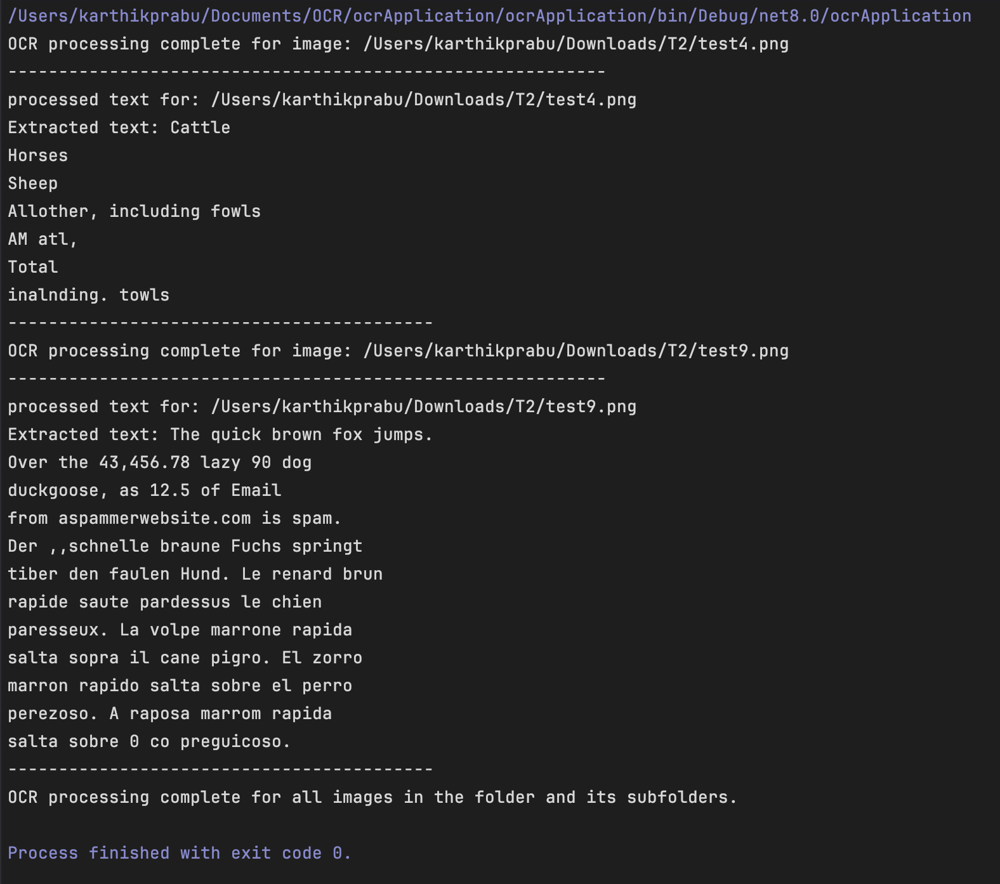 /Users/karthikprabu/Documents/OCR/ocrApplication/ocrApplication/bin/Debug/net8.0/ocrApplication
OCR processing complete for image: /Users/karthikprabu/Downloads/T2/test4.png
-----------------------------------------------------------
processed text for: /Users/karthikprabu/Downloads/T2/test4.png
Extracted text: Cattle
Horses
Sheep
Allother, including fowls
AM atl,
Total
inalnding. towls
------------------------------------------
OCR processing complete for image: /Users/karthikprabu/Downloads/T2/test9.png
-----------------------------------------------------------
processed text for: /Users/karthikprabu/Downloads/T2/test9.png
Extracted text: The quick brown fox jumps.
Over the 43,456.78 lazy 90 dog
duckgoose, as 12.5 of Email
from aspammerwebsite.com is spam.
Der ,,schnelle braune Fuchs springt
tiber den faulen Hund. Le renard brun
rapide saute pardessus le chien
paresseux. La volpe marrone rapida
salta sopra il cane pigro. El zorro
marron rapido salta sobre el perro
perezoso. A raposa marrom rapida
salta sobre 0 co preguicoso.
------------------------------------------
OCR processing complete for all images in the folder and its subfolders.
Process finished with exit code 0.